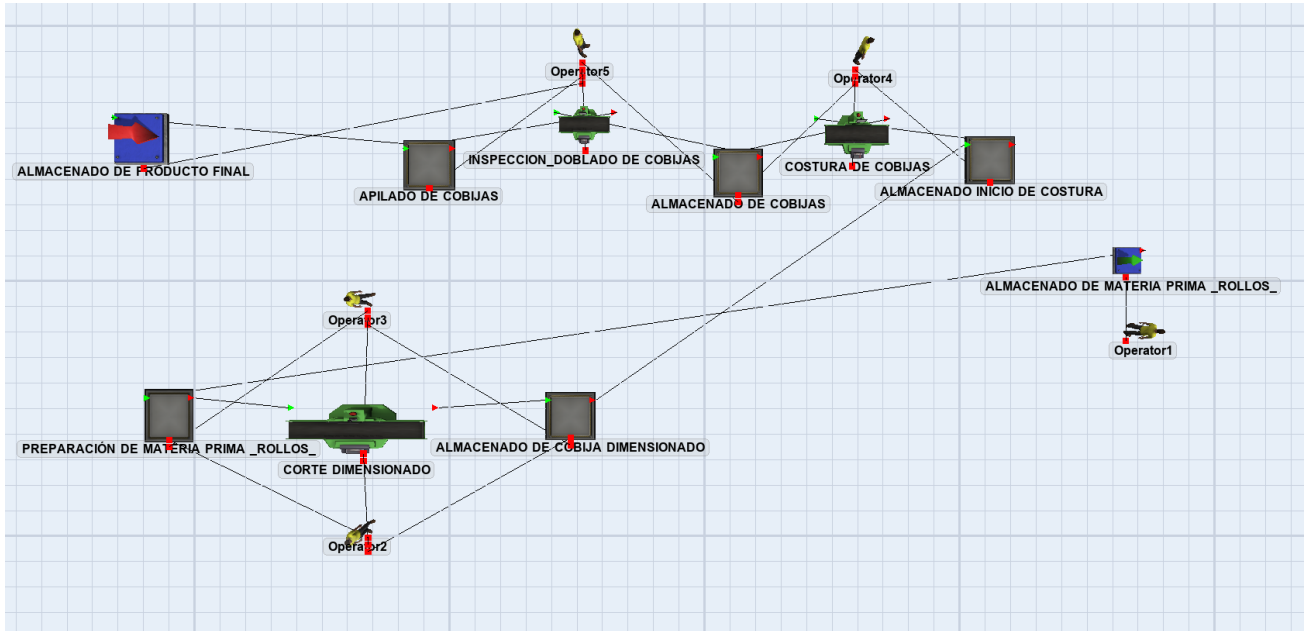 Operator5
Operator4
INSPECCION_DOBLADO DE COBIJAS
COSTURA DE COBIJAS
ALMACENADO DE PRODUCTO FINAL
APILADO DE COBIJAS
ALMACENADO DE COBIJAS
ALMACENADO INICIO DE COSTURA
ALMACENADO DE MATERIA PRIMA _ROLLOS_
Operator3
Operator1
PREPARACIÓN DE MATERIA PRIMA _ROLLOS_
ALMACENADO DE COBIJA DIMENSIONADO
CORTE DIMENSIONADO
Operator2